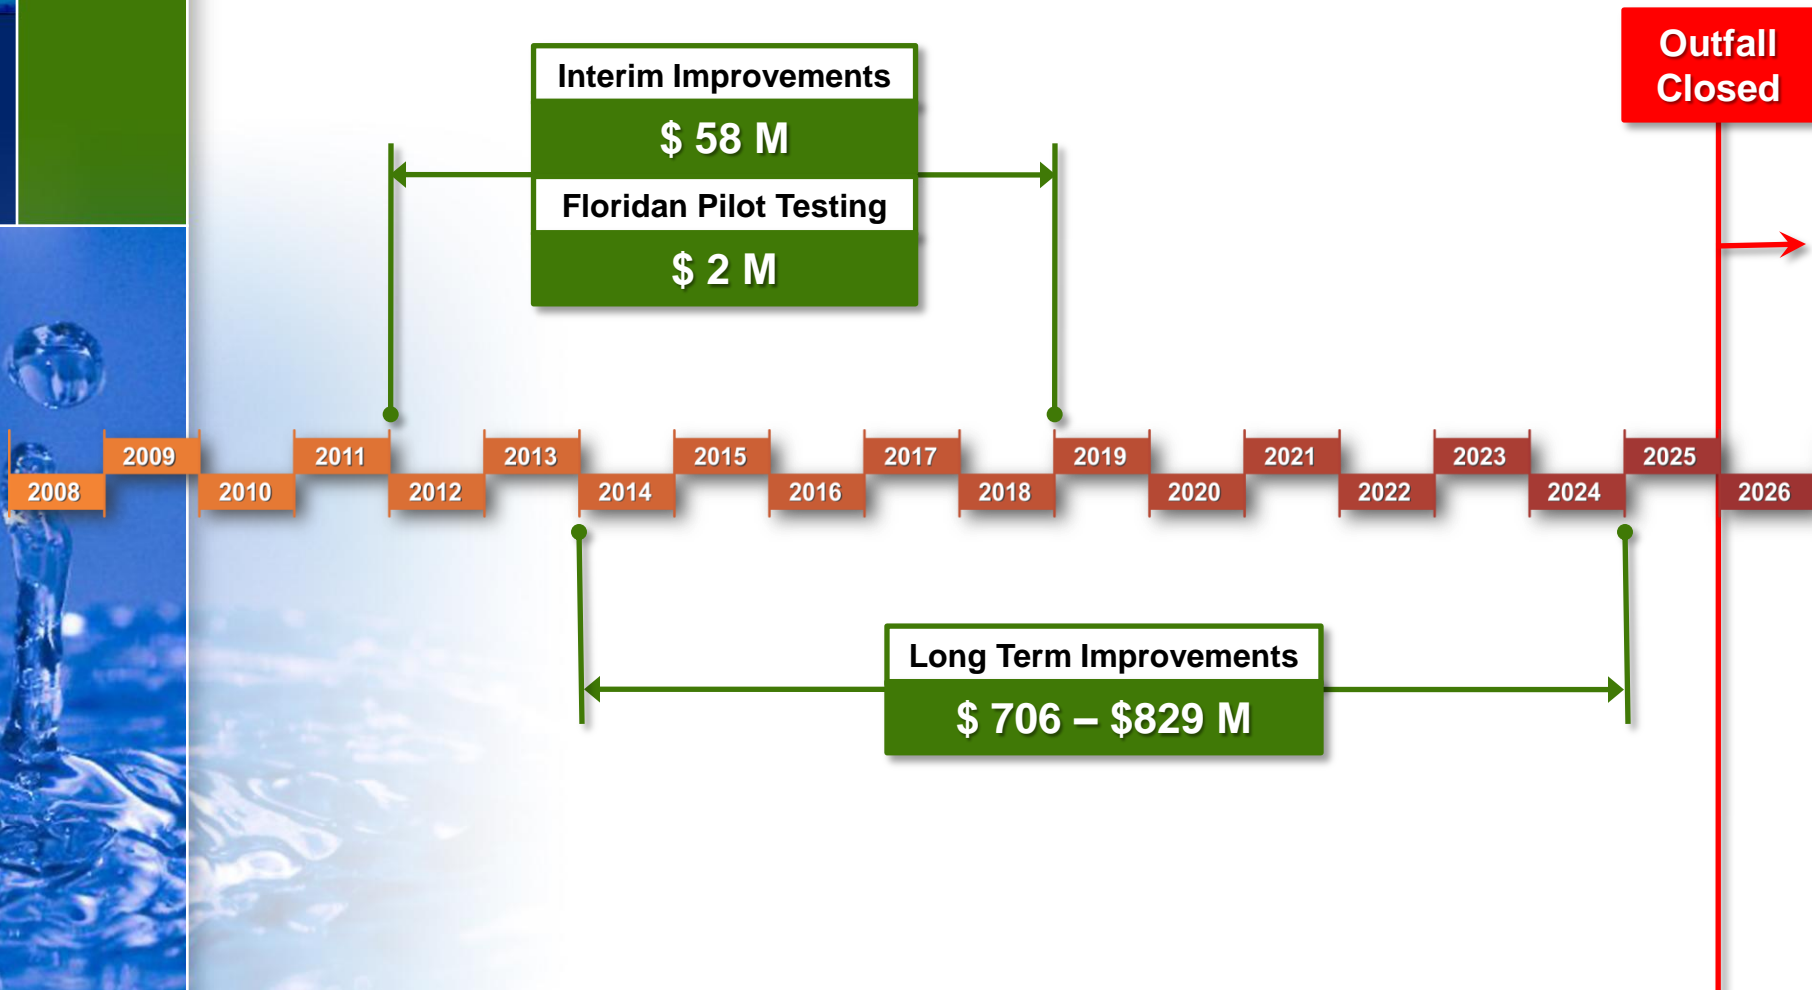 Outfall
Closed
Interim Improvements
$ 58 M
Floridan Pilot Testing
$ 2 M
2009 2011 2013 2015 2017 2019 2021 2023 2025
2008 2010 2012 2014 2016 2018 2020 2022 2024 2026
Long Term Improvements
$ 706 – $829 M